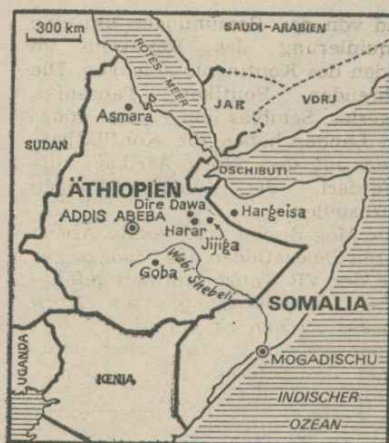 300 km
SAUDI-ARABIEN
ROTES MEER
JAR
VDRJ
Asmara
SUDAN
DSCHIBUTI
ÄTHIOPIEN
Dire Dawa
Hargeisa
ADDIS ABEBA
Harar
Jijiga
Goba
Wabi Shebeli
SOMALIA
UGANDA
KENIA
MOGADISCHU
INDISCHER
OZEAN